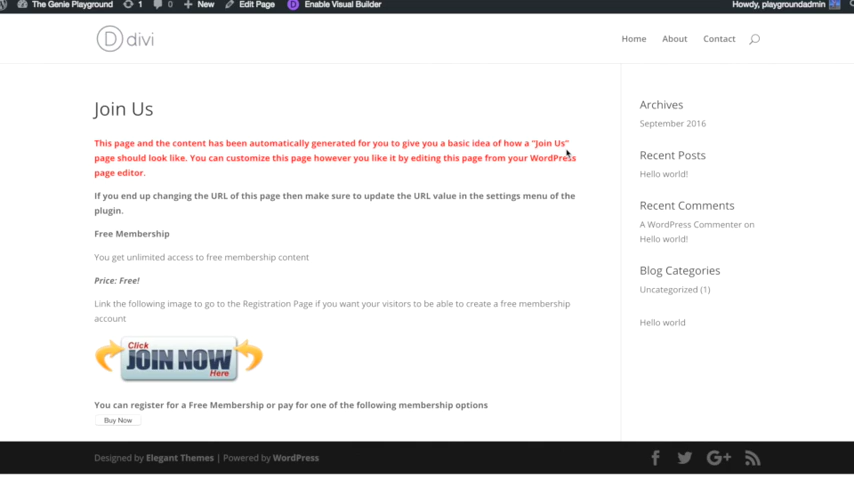 The Genie Playground 1 0 New Edit Page D Enable Visual Builder Howdy, playgroundadmin
D divi
Home About Contact
Join Us
This page and the content has been automatically generated for you to give you a basic idea of how a "Join Us"
page should look like. You can customize this page however you like it by editing this page from your WordPress
page editor.
If you end up changing the URL of this page then make sure to update the URL value in the settings menu of the
plugin.
Free Membership
You get unlimited access to free membership content
Price: Free!
Link the following image to go to the Registration Page if you want your visitors to be able to create a free membership
account
Click
JOIN NOW
Here
You can register for a Free Membership or pay for one of the following membership options
Buy Now
Archives
September 2016
Recent Posts
Hello world!
Recent Comments
A WordPress Commenter on
Hello world!
Blog Categories
Uncategorized (1)
Hello world
Designed by Elegant Themes | Powered by WordPress